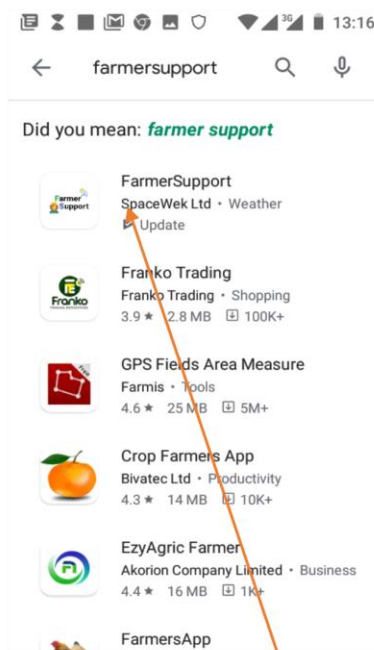 3G 13:16
farmersupport
Did you mean: farmer support
Farmer
Support
FarmerSupport
SpaceWek Ltd • Weather
Update
Franko
Franko Trading
Franko Trading • Shopping
3.9 ★ 2.8 MB 100K+
Free
GPS Fields Area Measure
Farmis • Tools
4.6 ★ 25 MB 5M+
Crop Farmers App
Bivatec Ltd • Productivity
4.3 ★ 14 MB 10K+
EzyAgric Farmer
Akorion Company Limited • Business
4.4 ★ 16 MB 1K+
FarmersApp